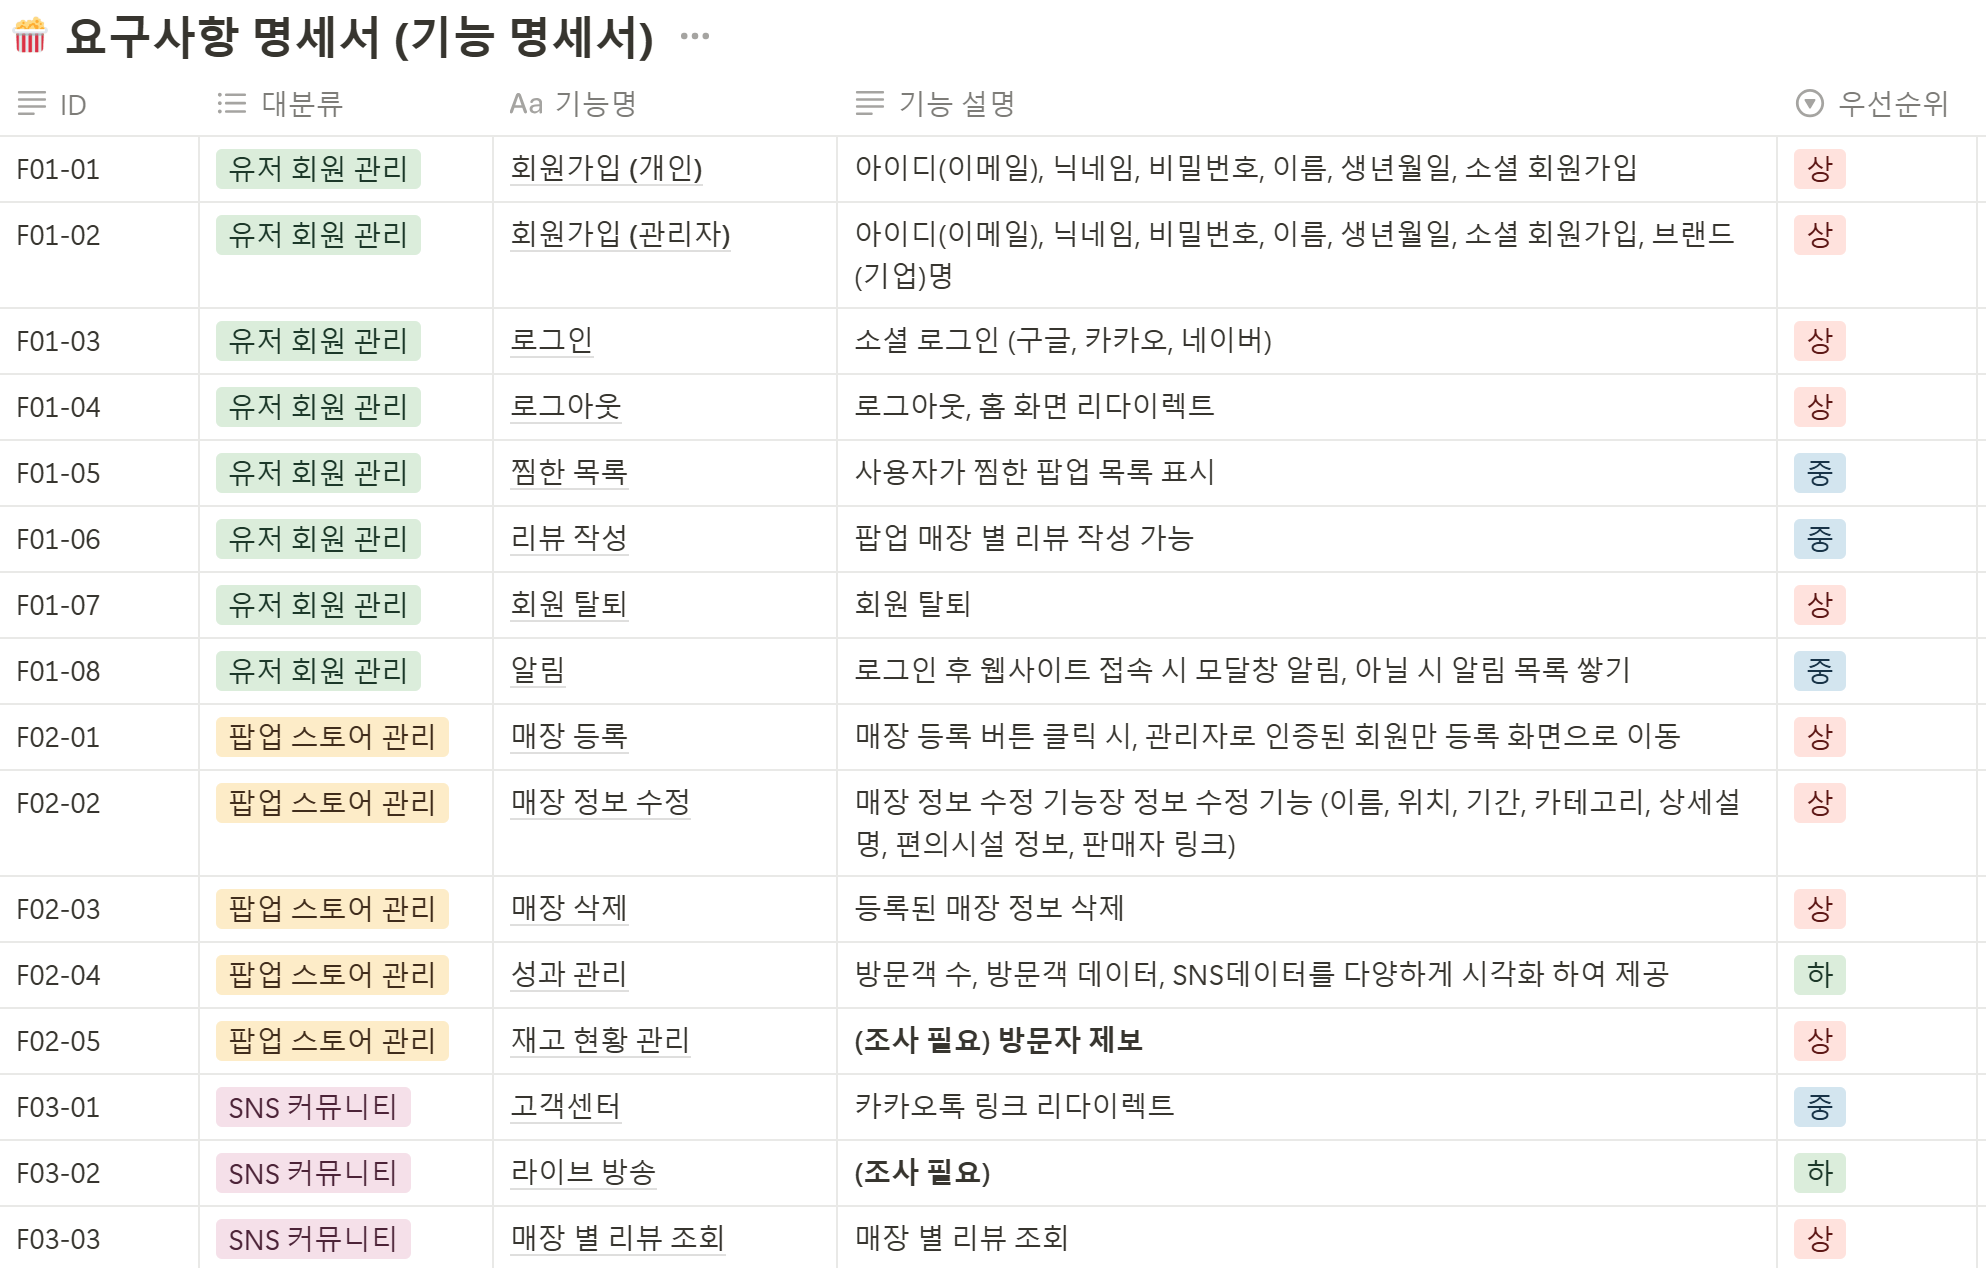 요구사항 명세서 (기능 명세서)
ID 대분류 Aa 기능명 기능 설명 우선순위
F01-01 유저 회원 관리 회원가입 (개인) 아이디(이메일), 닉네임, 비밀번호, 이름, 생년월일, 소셜 회원가입 상
F01-02 유저 회원 관리 회원가입 (관리자) 아이디(이메일), 닉네임, 비밀번호, 이름, 생년월일, 소셜 회원가입, 브랜드 상
(기업)명
F01-03 유저 회원 관리 로그인 소셜 로그인 (구글, 카카오, 네이버) 상
F01-04 유저 회원 관리 로그아웃 로그아웃, 홈 화면 리다이렉트 상
F01-05 유저 회원 관리 찜한 목록 사용자가 찜한 팝업 목록 표시 중
F01-06 유저 회원 관리 리뷰 작성 팝업 매장 별 리뷰 작성 가능 중
F01-07 유저 회원 관리 회원 탈퇴 회원 탈퇴 상
F01-08 유저 회원 관리 알림 로그인 후 웹사이트 접속 시 모달창 알림, 아닐 시 알림 목록 쌓기 중
F02-01 팝업 스토어 관리 매장 등록 매장 등록 버튼 클릭 시, 관리자로 인증된 회원만 등록 화면으로 이동 상
F02-02 팝업 스토어 관리 매장 정보 수정 매장 정보 수정 기능장 정보 수정 기능 (이름, 위치, 기간, 카테고리, 상세설 상
명, 편의시설 정보, 판매자 링크)
F02-03 팝업 스토어 관리 매장 삭제 등록된 매장 정보 삭제 상
F02-04 팝업 스토어 관리 성과 관리 방문객 수, 방문객 데이터, SNS데이터를 다양하게 시각화 하여 제공 하
F02-05 팝업 스토어 관리 재고 현황 관리 (조사 필요) 방문자 제보 상
F03-01 SNS 커뮤니티 고객센터 카카오톡 링크 리다이렉트 중
F03-02 SNS 커뮤니티 라이브 방송 (조사 필요) 하
F03-03 SNS 커뮤니티 매장 별 리뷰 조회 매장 별 리뷰 조회 상